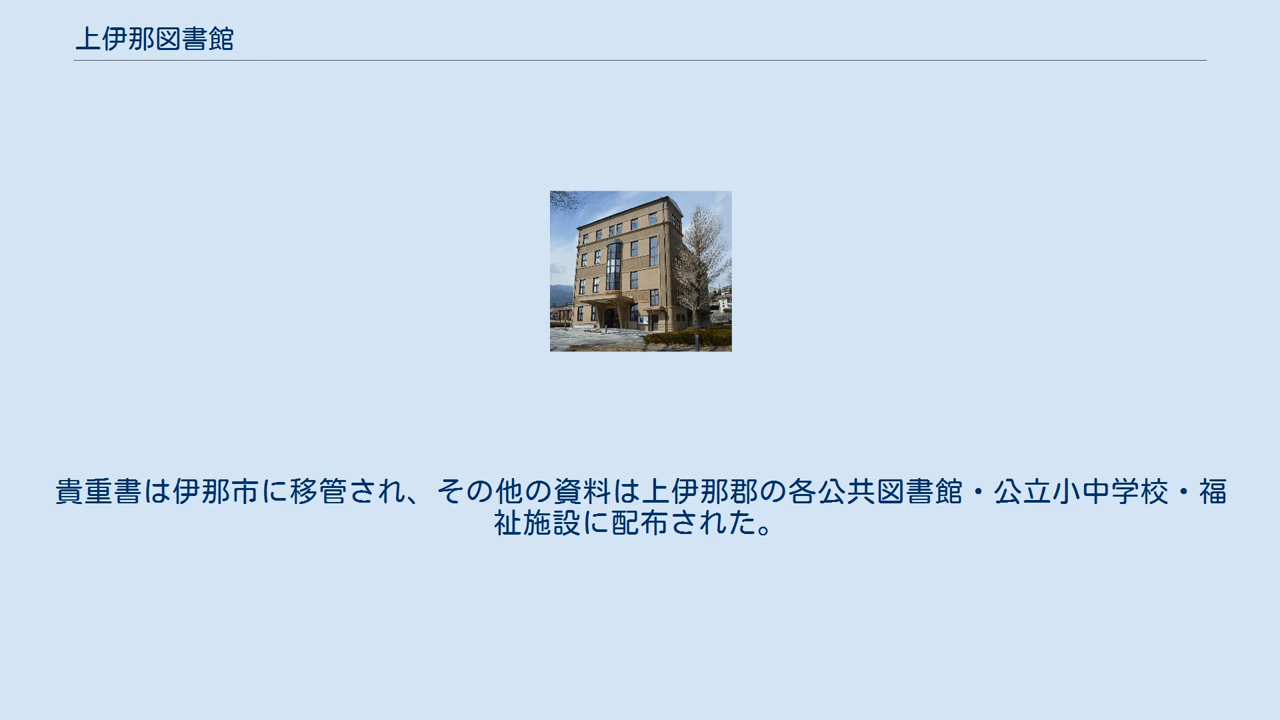 上伊那図書館
貴重書は伊那市に移管され、その他の資料は上伊那郡の各公共図書館・公立小中学校・福
祉施設に配布された。